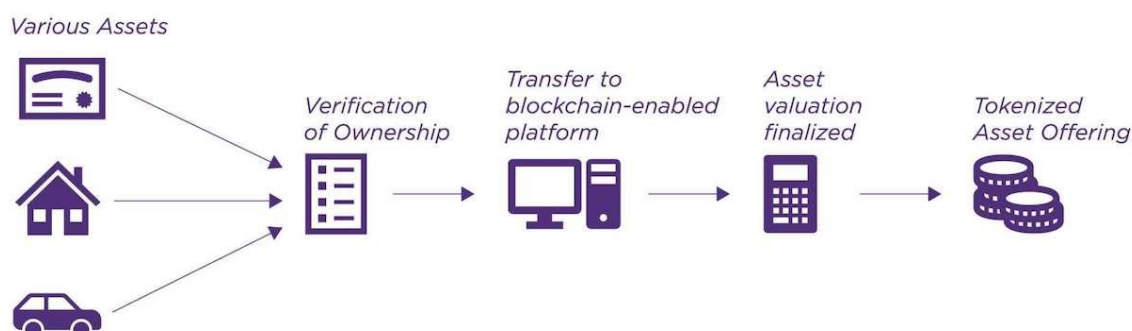 Various Assets
Verification
of Ownership
Transfer to
blockchain-enabled
platform
Asset
valuation
finalized
Tokenized
Asset Offering